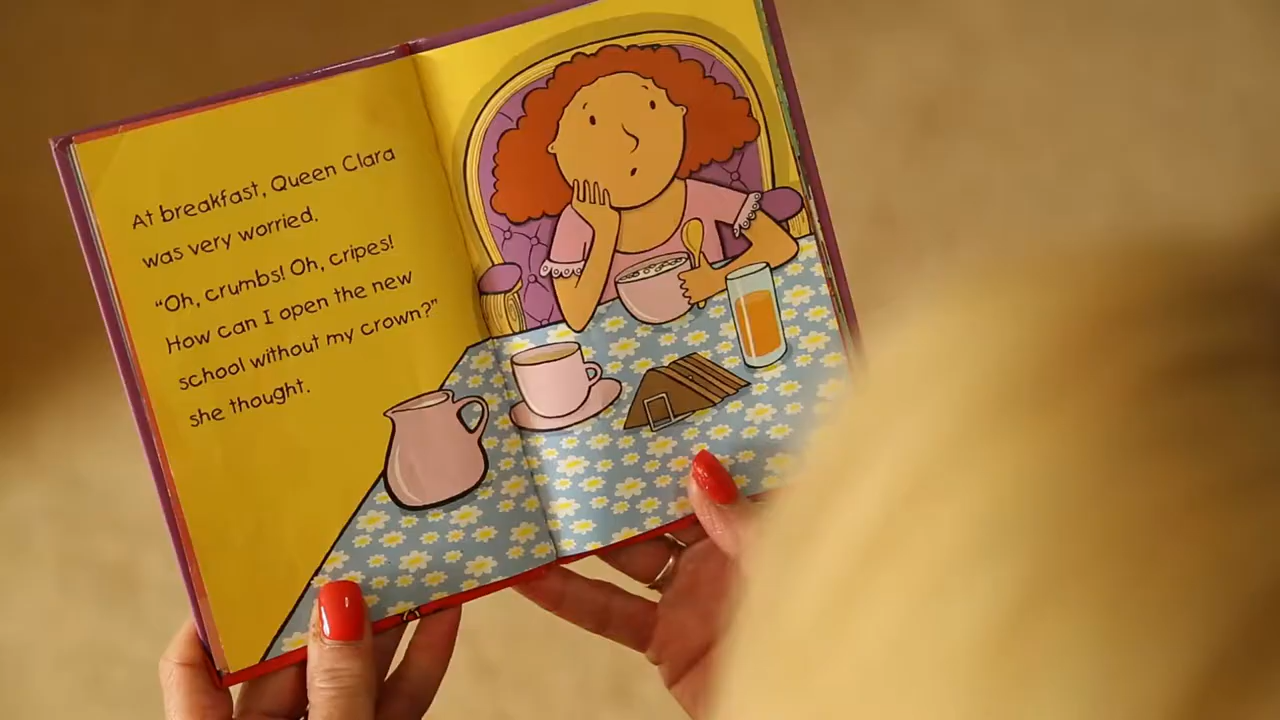 At breakfast, Queen Clara
was very worried.
“Oh, crumbs! Oh, cripes!
How can I open the new
school without my crown?”
she thought.